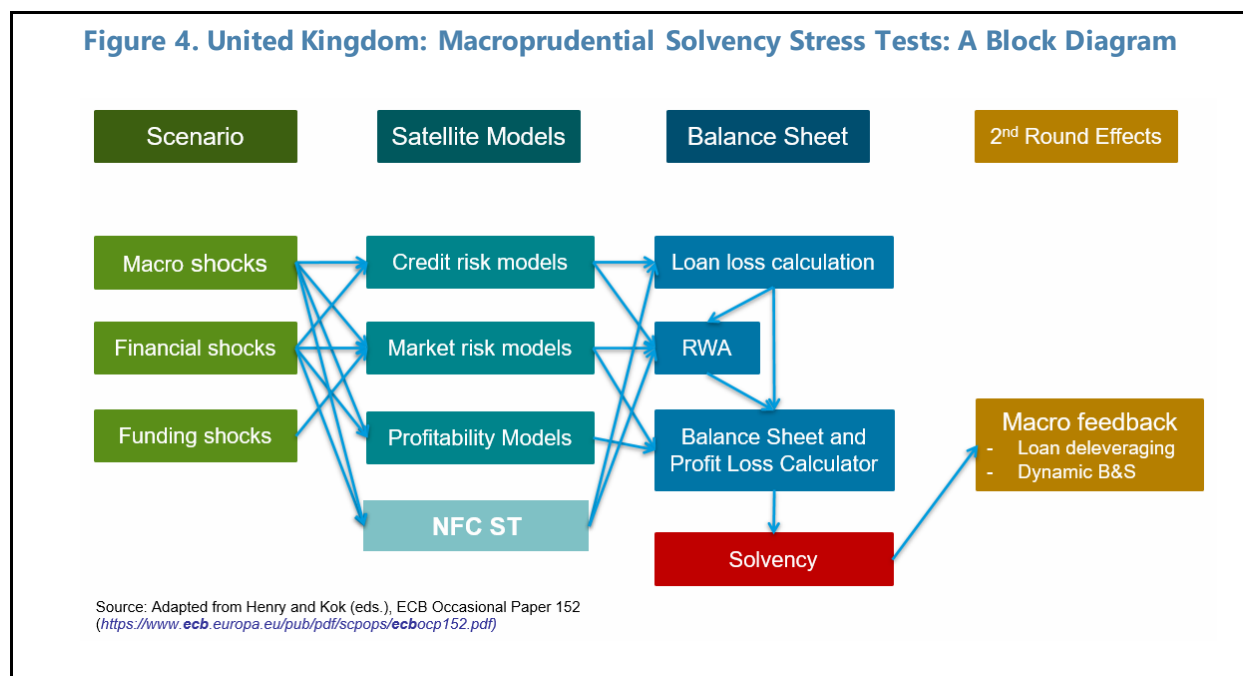 Figure 4. United Kingdom: Macroprudential Solvency Stress Tests: A Block Diagram
Scenario
Satellite Models
Balance Sheet
2nd Round Effects
Macro shocks
Credit risk models
Loan loss calculation
Financial shocks
Market risk models
RWA
Funding shocks
Profitability Models
Balance Sheet and
Profit Loss Calculator
Macro feedback
- Loan deleveraging
- Dynamic B&S
NFC ST
Solvency
Source: Adapted from Henry and Kok (eds.), ECB Occasional Paper 152
(https://www.ecb.europa.eu/pub/pdf/scpops/ecbocp152.pdf)